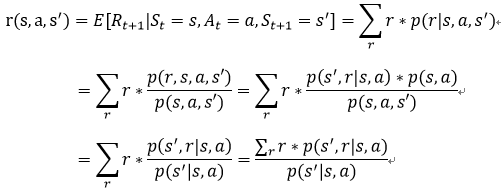 r(s,a,s′) = E[R_{t+1}|S_t = s, A_t = a, S_{t+1} = s′] = ∑_r r * p(r|s, a, s′)↵
= ∑_r r * p(r, s, a, s′) / p(s, a, s′) = ∑_r r * p(s′, r|s, a) * p(s, a) / p(s, a, s′)↵
= ∑_r r * p(s′, r|s, a) / p(s′|s, a) = ∑_r r * p(s′, r|s, a) / p(s′|s, a)↵